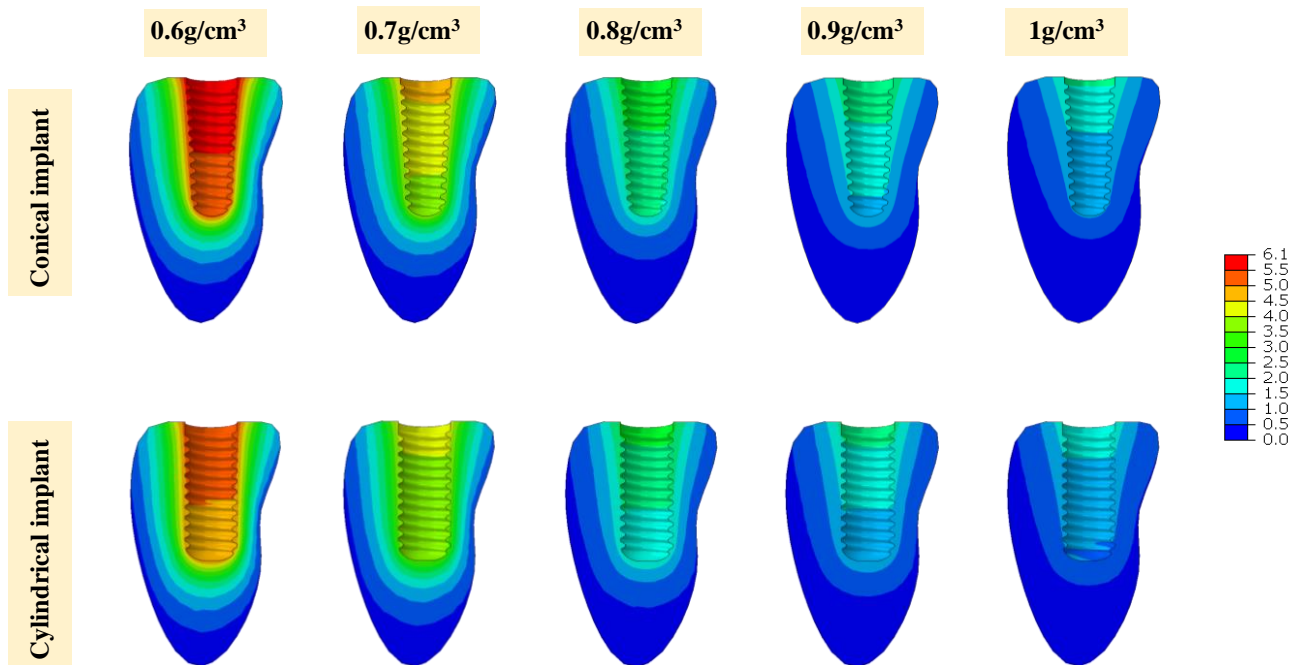 0.6g/cm³
0.7g/cm³
0.8g/cm³
0.9g/cm³
1g/cm³
Conical implant
6.1
5.5
5.0
4.5
4.0
3.5
3.0
2.5
2.0
1.5
1.0
0.5
0.0
Cylindrical implant